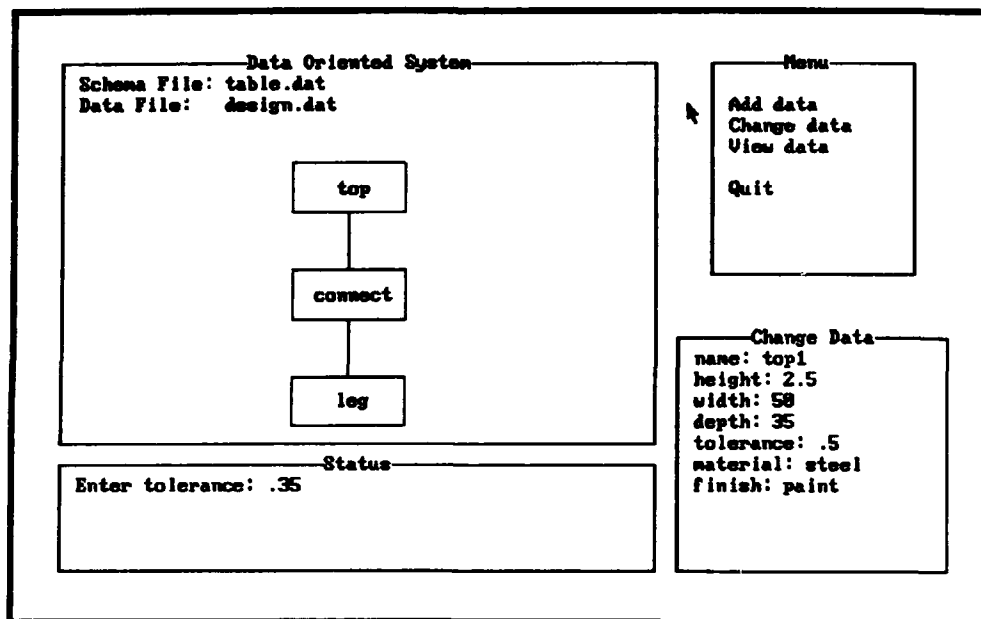 Data Oriented System
Schema File: table.dat
Data File: design.dat
top
connect
leg
Status
Enter tolerance: .35
Menu
Add data
Change data
View data
Quit
Change Data
name: top1
height: 2.5
width: 50
depth: 35
tolerance: .5
material: steel
finish: paint